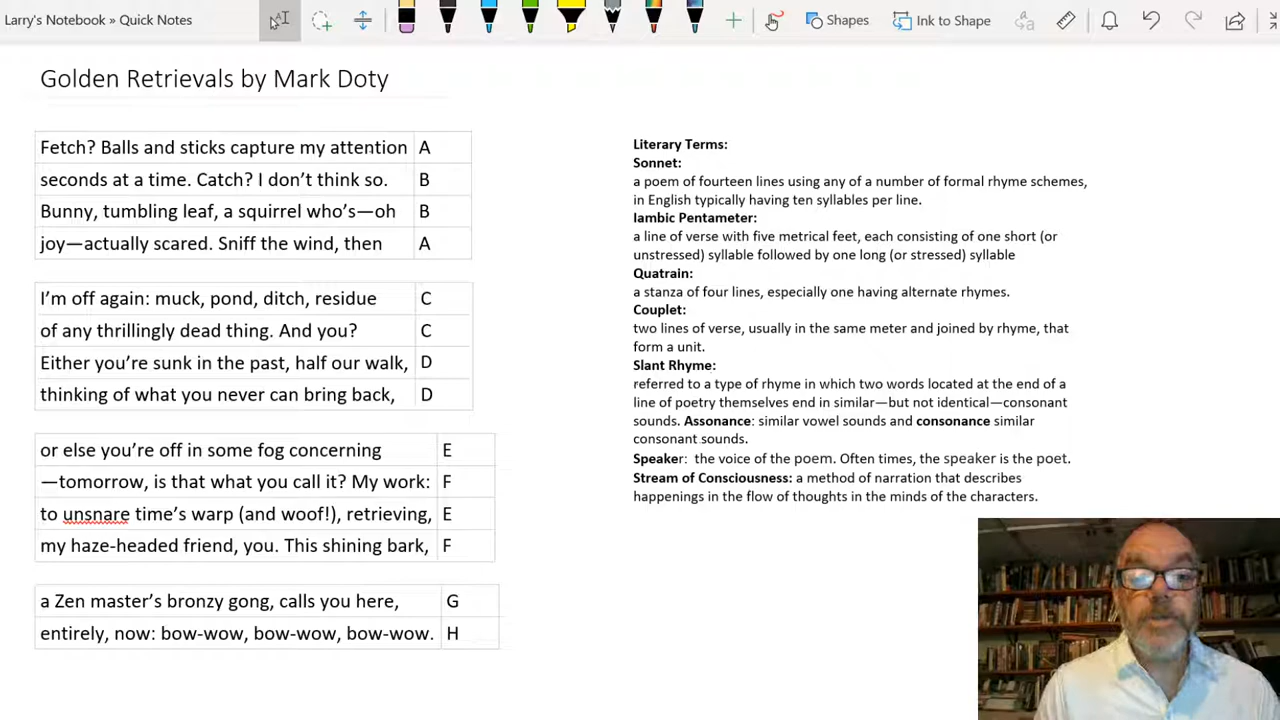 Larry's Notebook » Quick Notes
Shapes
Ink to Shape
Golden Retrievals by Mark Doty
Fetch? Balls and sticks capture my attention A
seconds at a time. Catch? I don't think so. B
Bunny, tumbling leaf, a squirrel who's—oh B
joy—actually scared. Sniff the wind, then A
I'm off again: muck, pond, ditch, residue C
of any thrillingly dead thing. And you? C
Either you're sunk in the past, half our walk, D
thinking of what you never can bring back, D
or else you're off in some fog concerning E
—tomorrow, is that what you call it? My work: F
to unsnare time's warp (and woof!), retrieving, E
my haze-headed friend, you. This shining bark, F
a Zen master's bronzy gong, calls you here, G
entirely, now: bow-wow, bow-wow, bow-wow. H
Literary Terms:
Sonnet:
a poem of fourteen lines using any of a number of formal rhyme schemes,
in English typically having ten syllables per line.
Iambic Pentameter:
a line of verse with five metrical feet, each consisting of one short (or
unstressed) syllable followed by one long (or stressed) syllable
Quatrain:
a stanza of four lines, especially one having alternate rhymes.
Couplet:
two lines of verse, usually in the same meter and joined by rhyme, that
form a unit.
Slant Rhyme:
referred to a type of rhyme in which two words located at the end of a
line of poetry themselves end in similar—but not identical—consonant
sounds. Assonance: similar vowel sounds and consonance similar
consonant sounds.
Speaker: the voice of the poem. Often times, the speaker is the poet.
Stream of Consciousness: a method of narration that describes
happenings in the flow of thoughts in the minds of the characters.